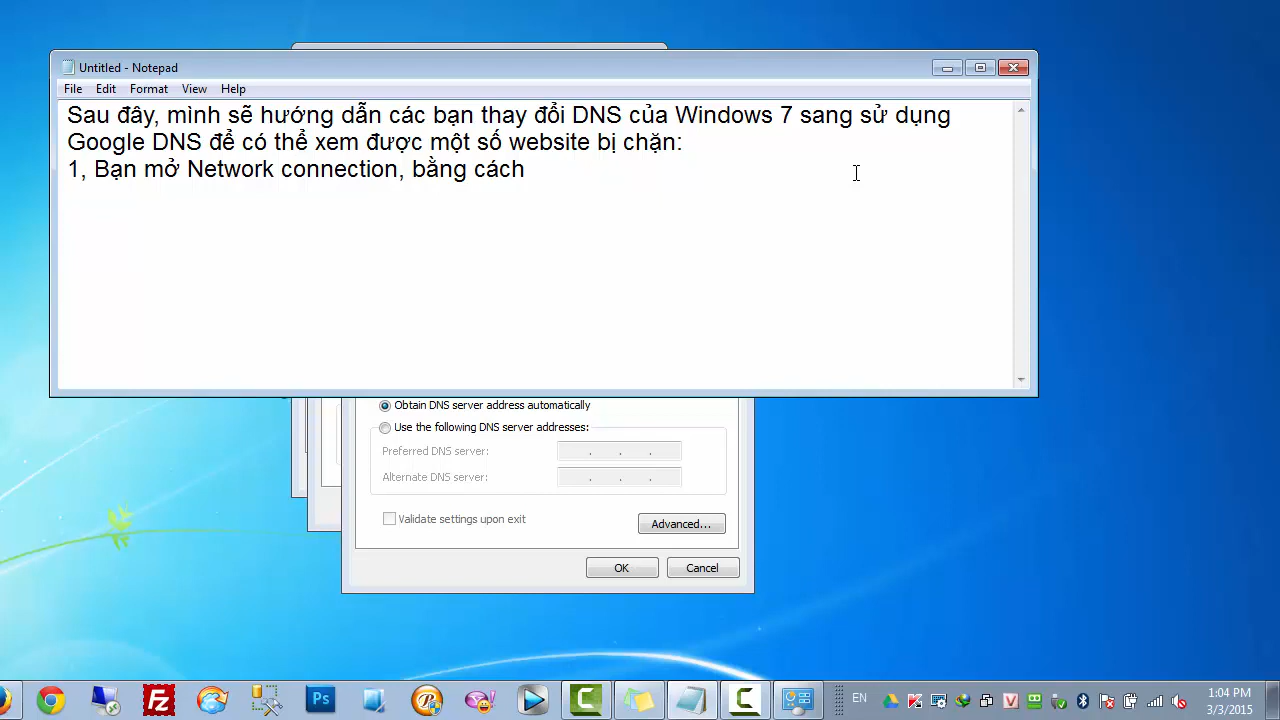 Untitled - Notepad
File Edit Format View Help
Sau đây, mình sẽ hướng dẫn các bạn thay đổi DNS của Windows 7 sang sử dụng
Google DNS để có thể xem được một số website bị chặn:
1, Bạn mở Network connection, bằng cách
Obtain DNS server address automatically
Use the following DNS server addresses:
Preferred DNS server:
Alternate DNS server:
Validate settings upon exit
Advanced...
OK Cancel
Ps
EN
1:04 PM
3/3/2015